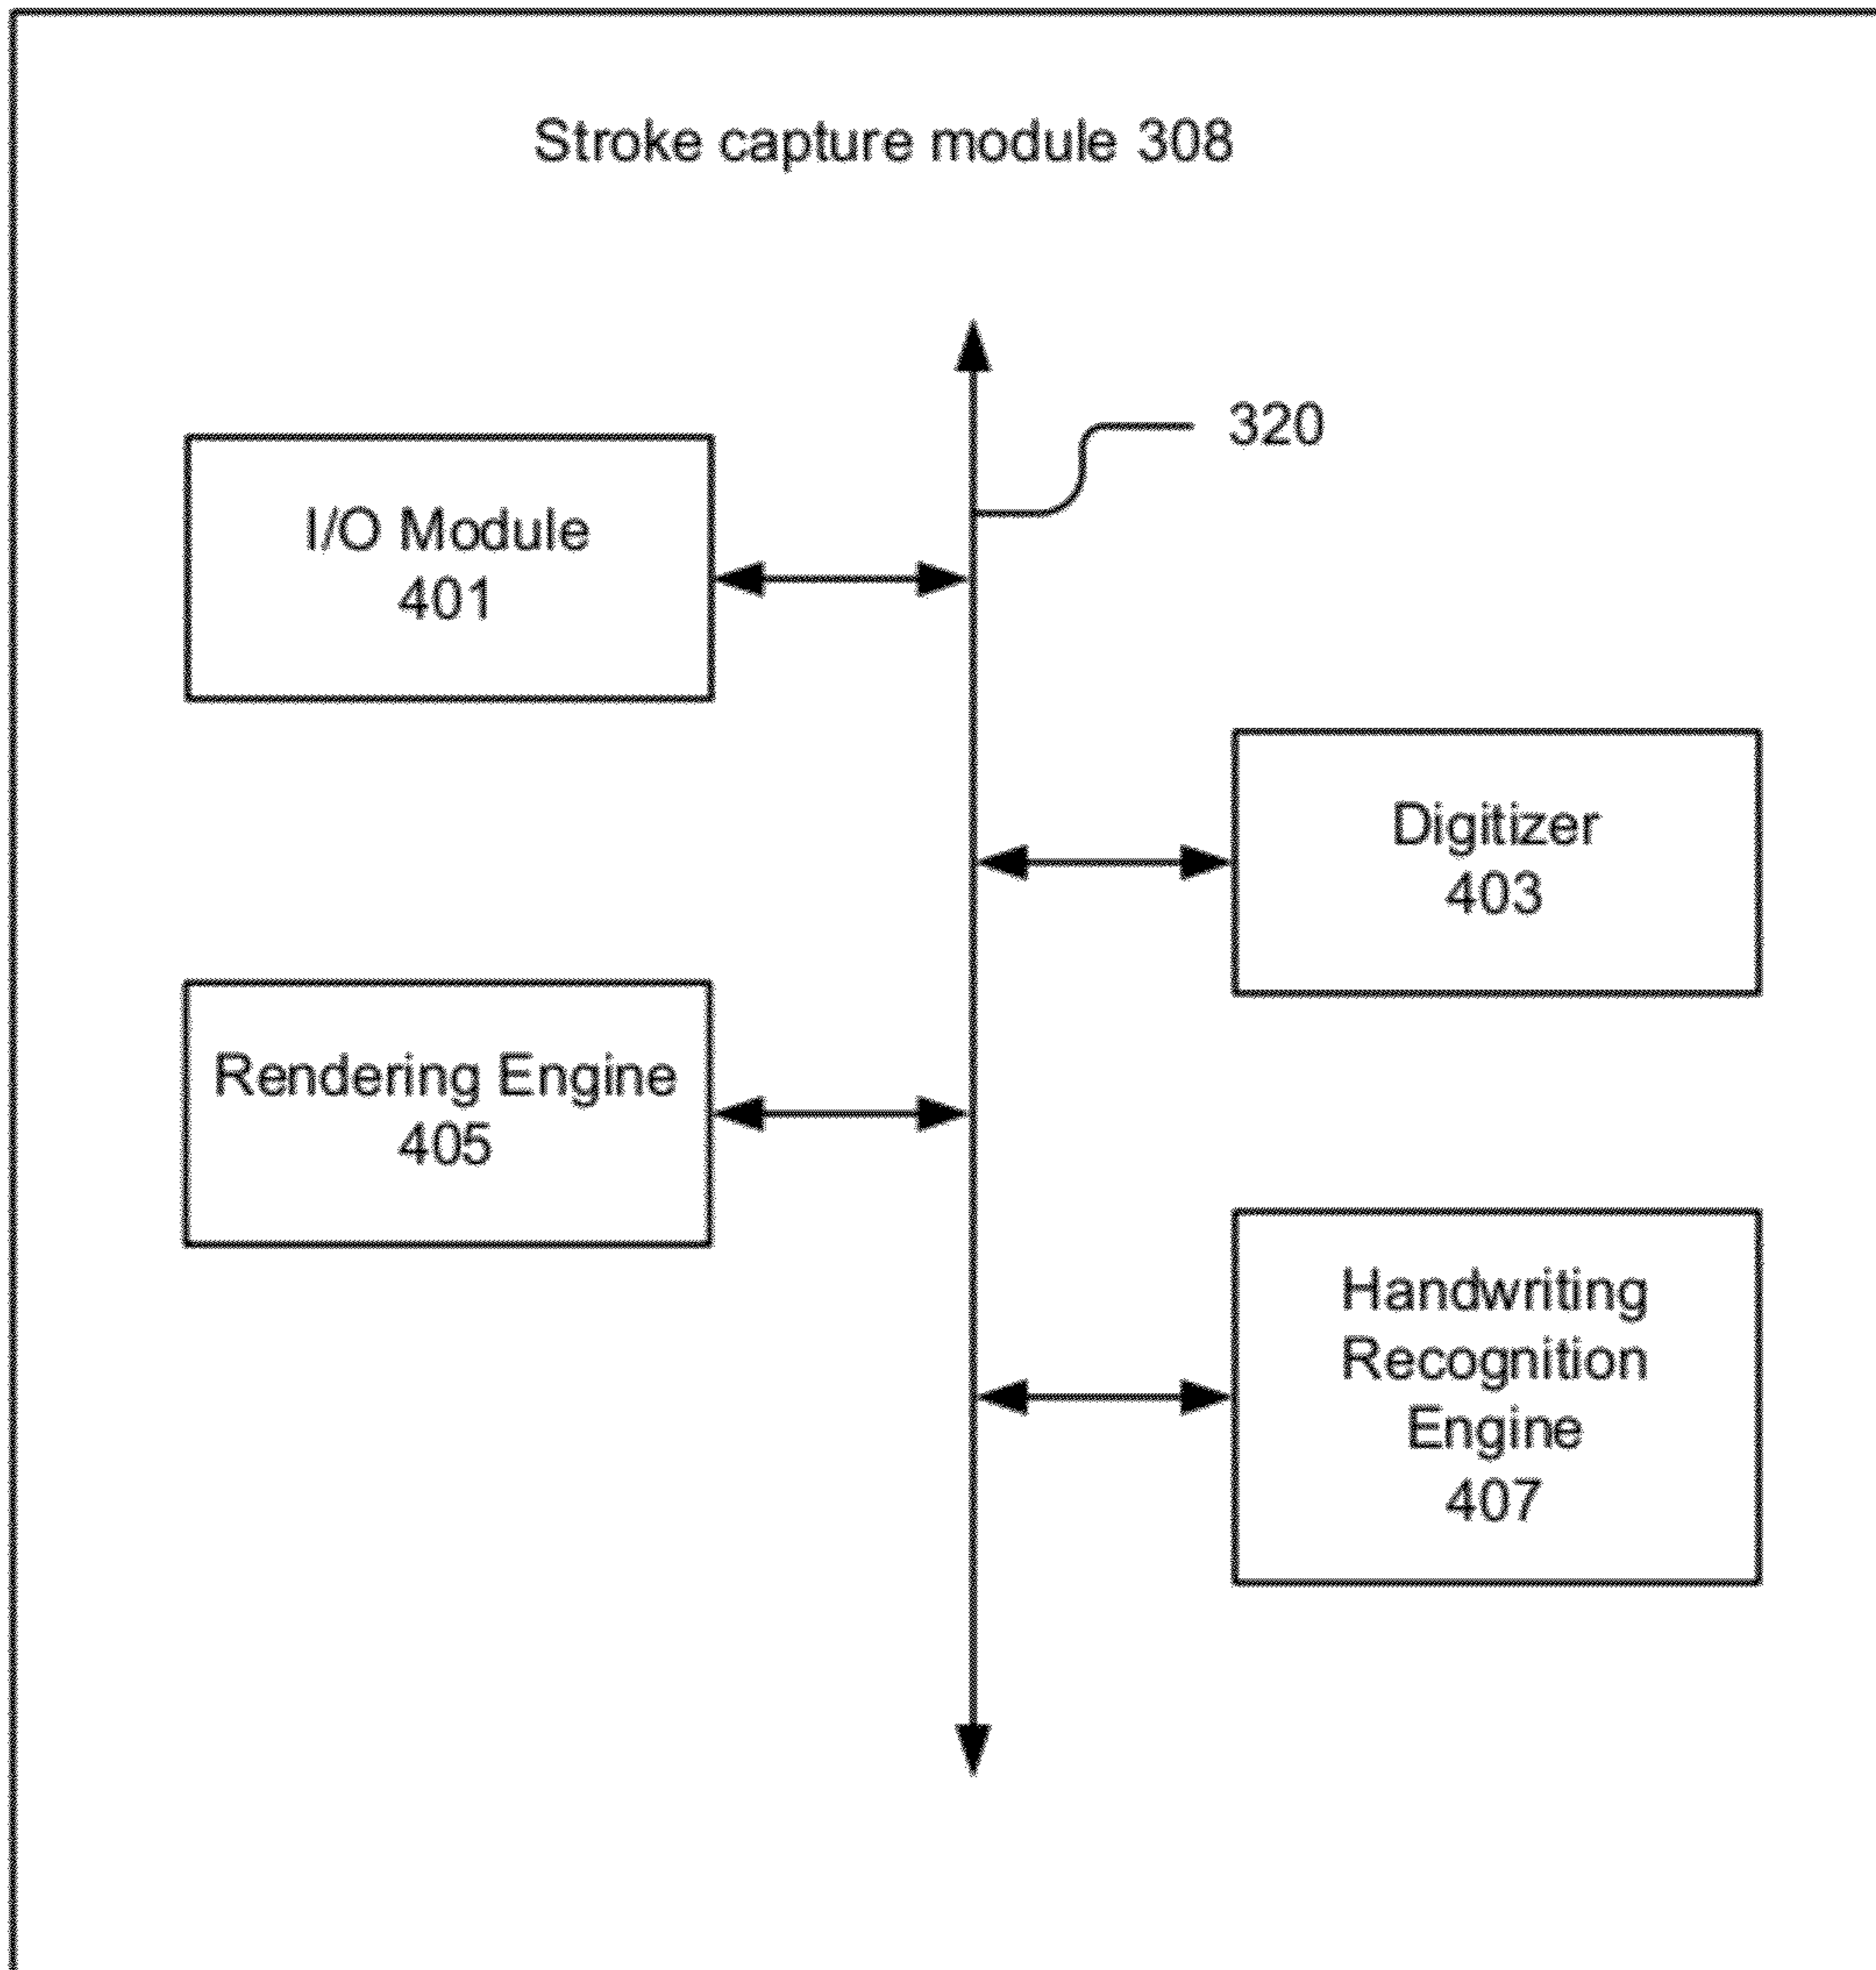 Stroke capture module 308
320
I/O Module
401
Digitizer
403
Rendering Engine
405
Handwriting
Recognition
Engine
407